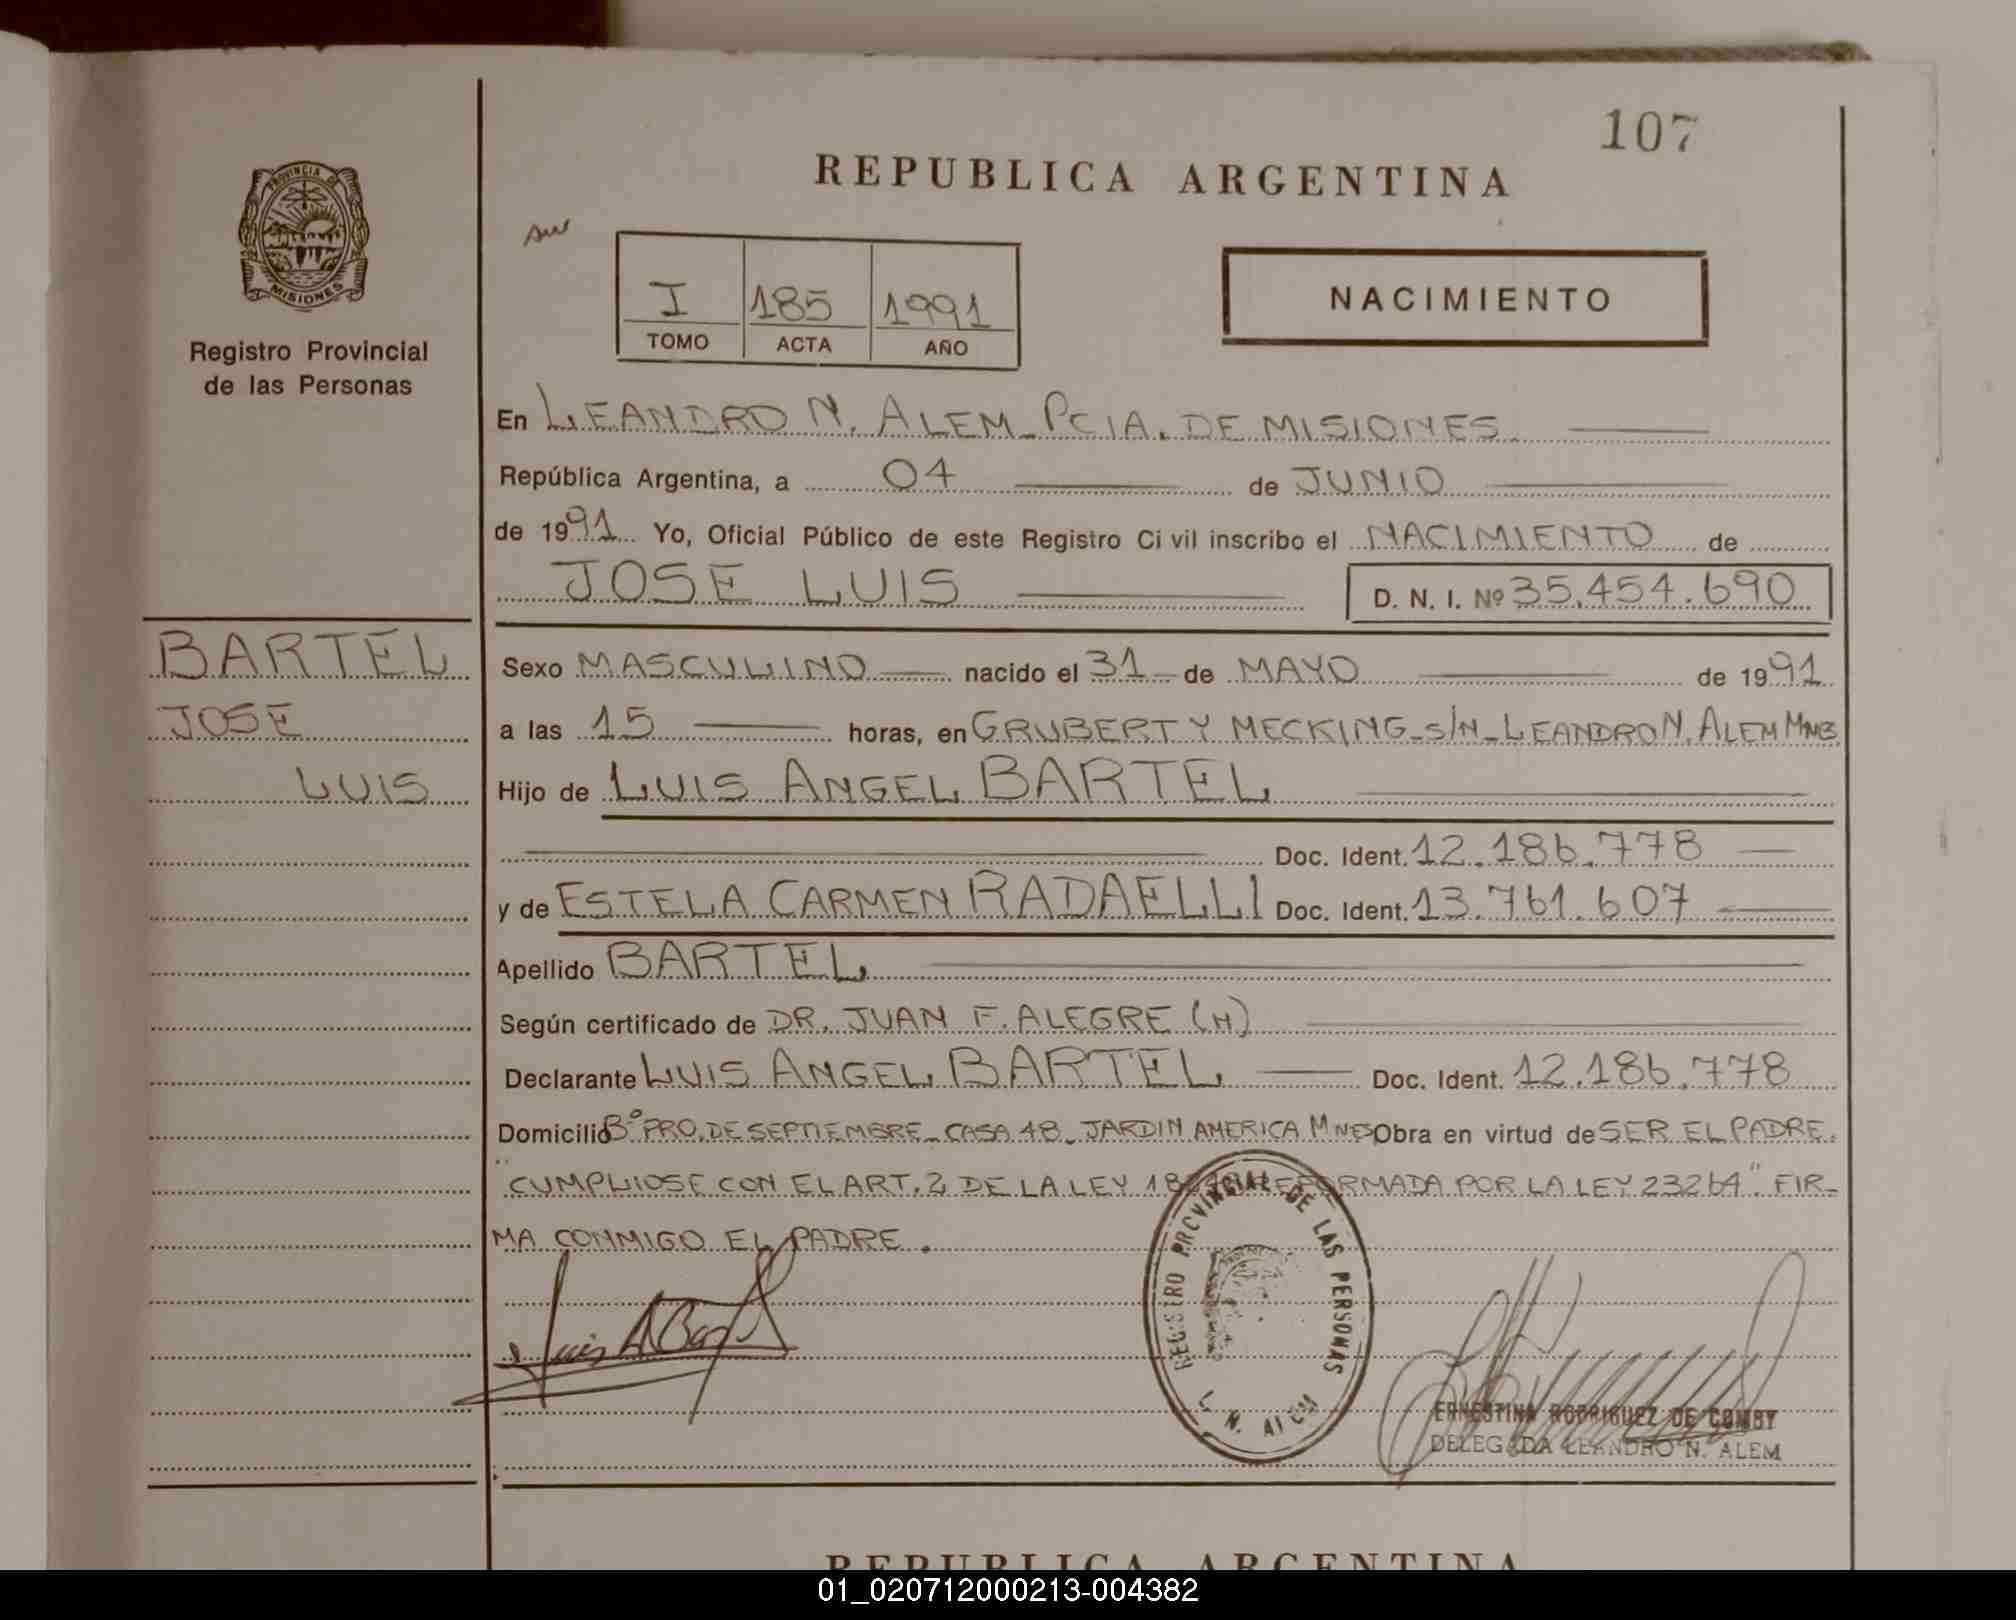 107
REPUBLICA ARGENTINA
PROVINCIA DE
MISIONES
Registro Provincial
de las Personas
I 185 1991
TOMO ACTA AÑO
NACIMIENTO
En LEANDRO N. ALEM - PCIA. DE MISIONES
República Argentina, a 04 de JUNIO
de 1991 Yo, Oficial Público de este Registro Civil inscribo el NACIMIENTO de
JOSE LUIS D. N. I. Nº 35.454.690
BARTEL
JOSE
LUIS
Sexo MASCULINO nacido el 31 de MAYO de 1991
a las 15 horas, en GRUBERT Y MECKING - S/N - LEANDRO N. ALEM MNES
Hijo de LUIS ANGEL BARTEL
Doc. Ident. 12.186.778
y de ESTELA CARMEN RADAELLI Doc. Ident. 13.761.607
Apellido BARTEL
Según certificado de DR. JUAN F. ALEGRE (H)
Declarante LUIS ANGEL BARTEL Doc. Ident. 12.186.778
Domicilio Bº PRO. DE SEPTIEMBRE - CASA 48 - JARDIN AMERICA MNES Obra en virtud de SER EL PADRE.
"CUMPLIOSE CON EL ART. 2 DE LA LEY REFORMADA POR LA LEY 23264" FIR-
MA CONMIGO EL PADRE.
Luis A Bartel
REGISTRO PROVINCIAL DE LAS PERSONAS
L. N. ALEM
ERNESTINA RODRIGUEZ DE COMBY
DELEGADA LEANDRO N. ALEM
REPUBLICA ARGENTINA
01_020712000213-004382